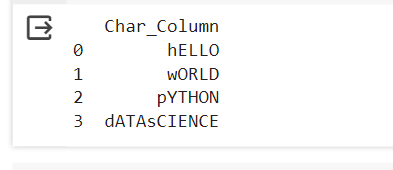 Char_Column
0 hELLO
1 wORLD
2 pYTHON
3 dATAsCIENCE